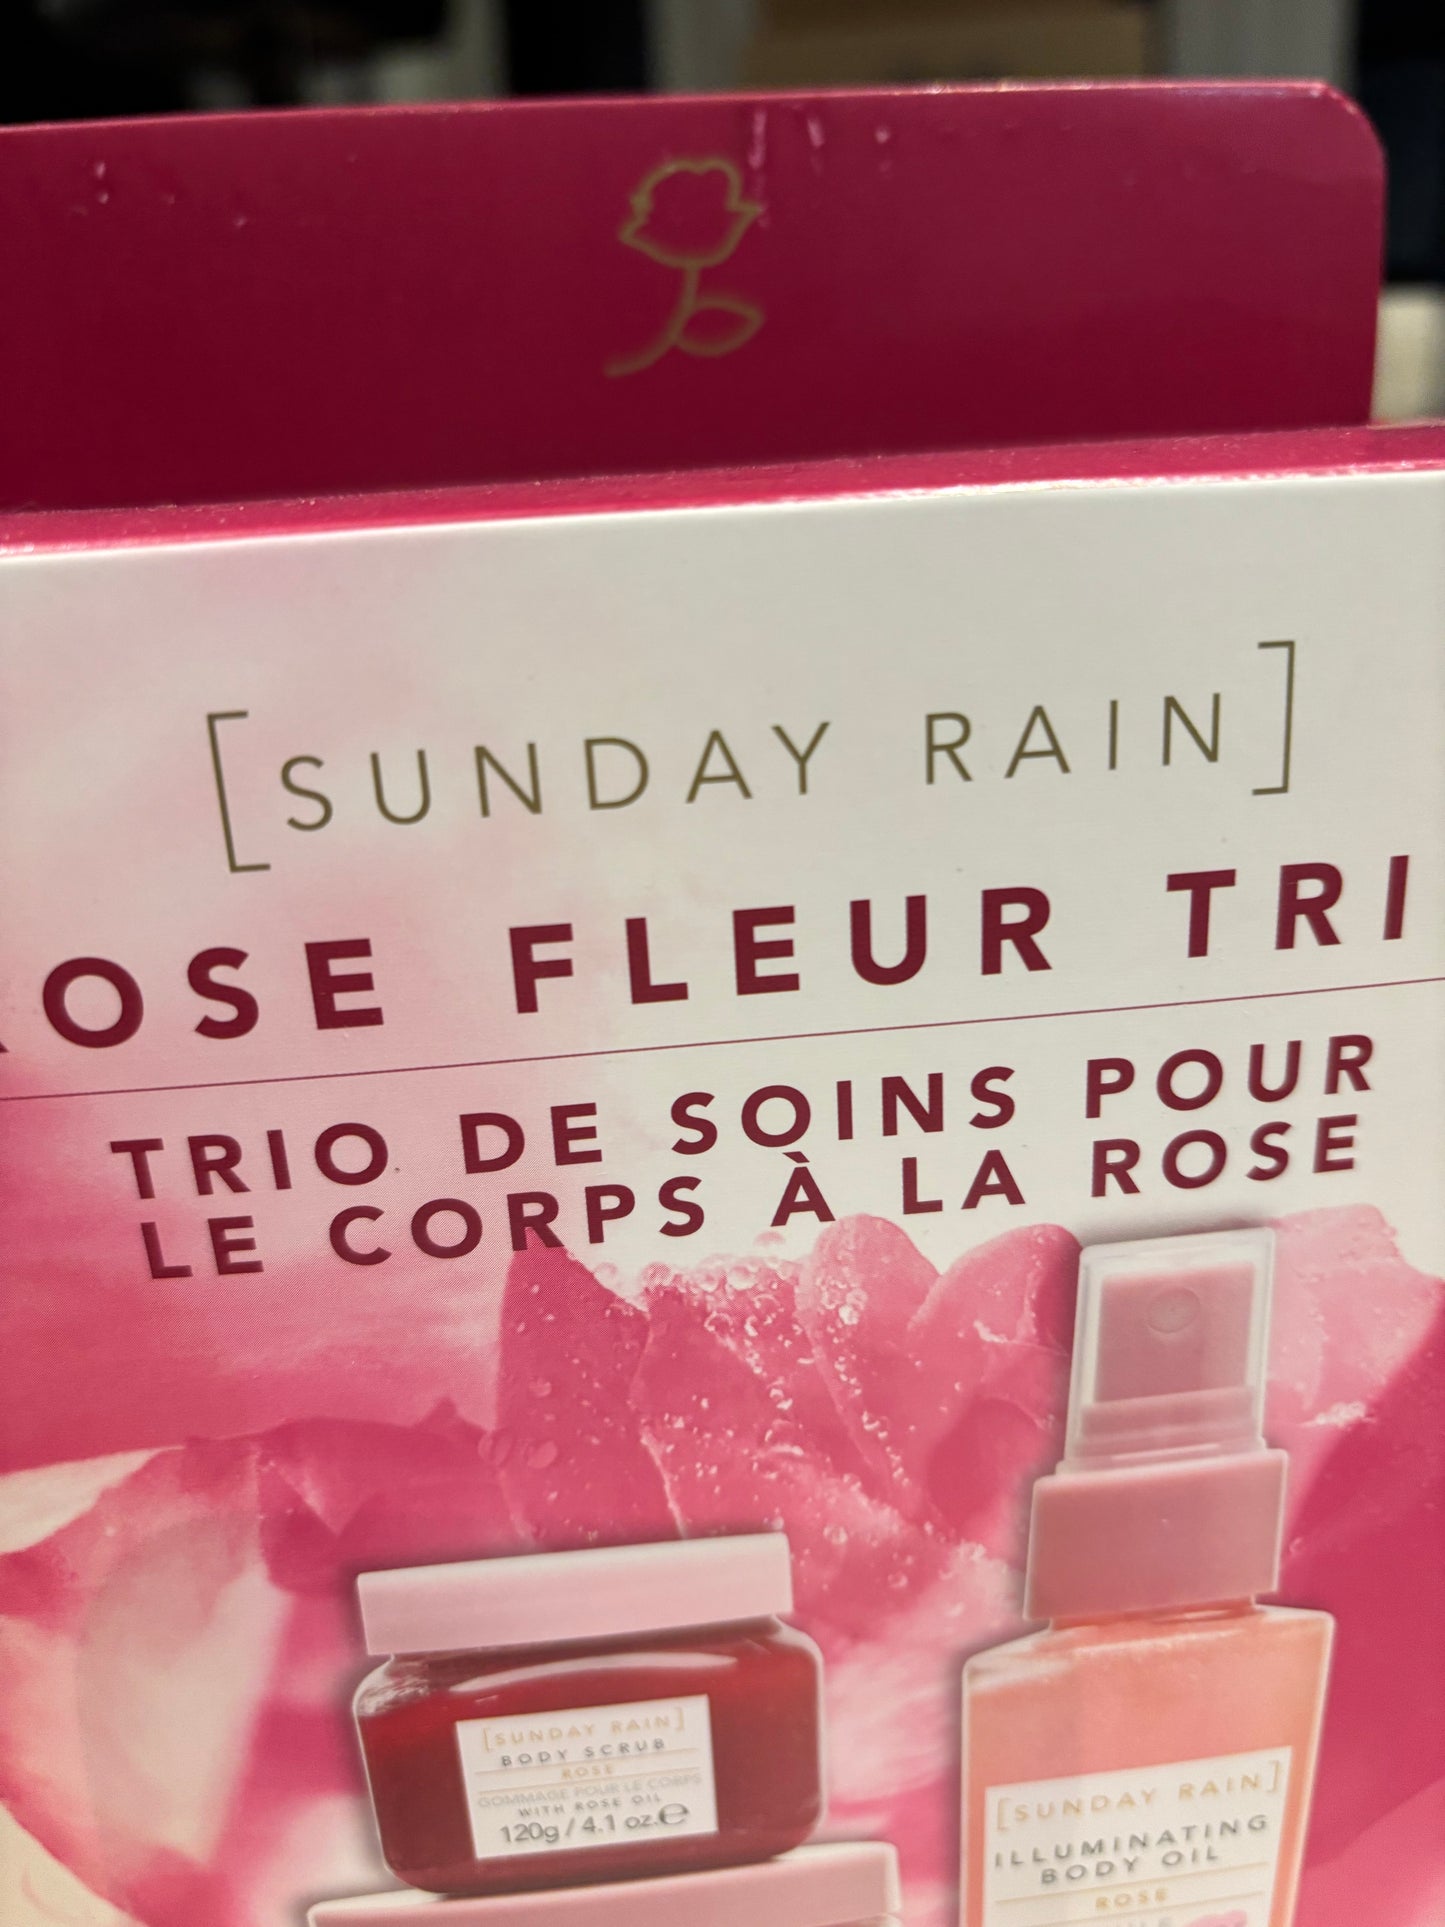 [SUNDAY RAIN]
ROSE FLEUR TRI
TRIO DE SOINS POUR
LE CORPS À LA ROSE
[SUNDAY RAIN]
BODY SCRUB
ROSE
GOMMAGE POUR LE CORPS
WITH ROSE OIL
120g / 4.1 oz.℮
[SUNDAY RAIN]
ILLUMINATING
BODY OIL
ROSE